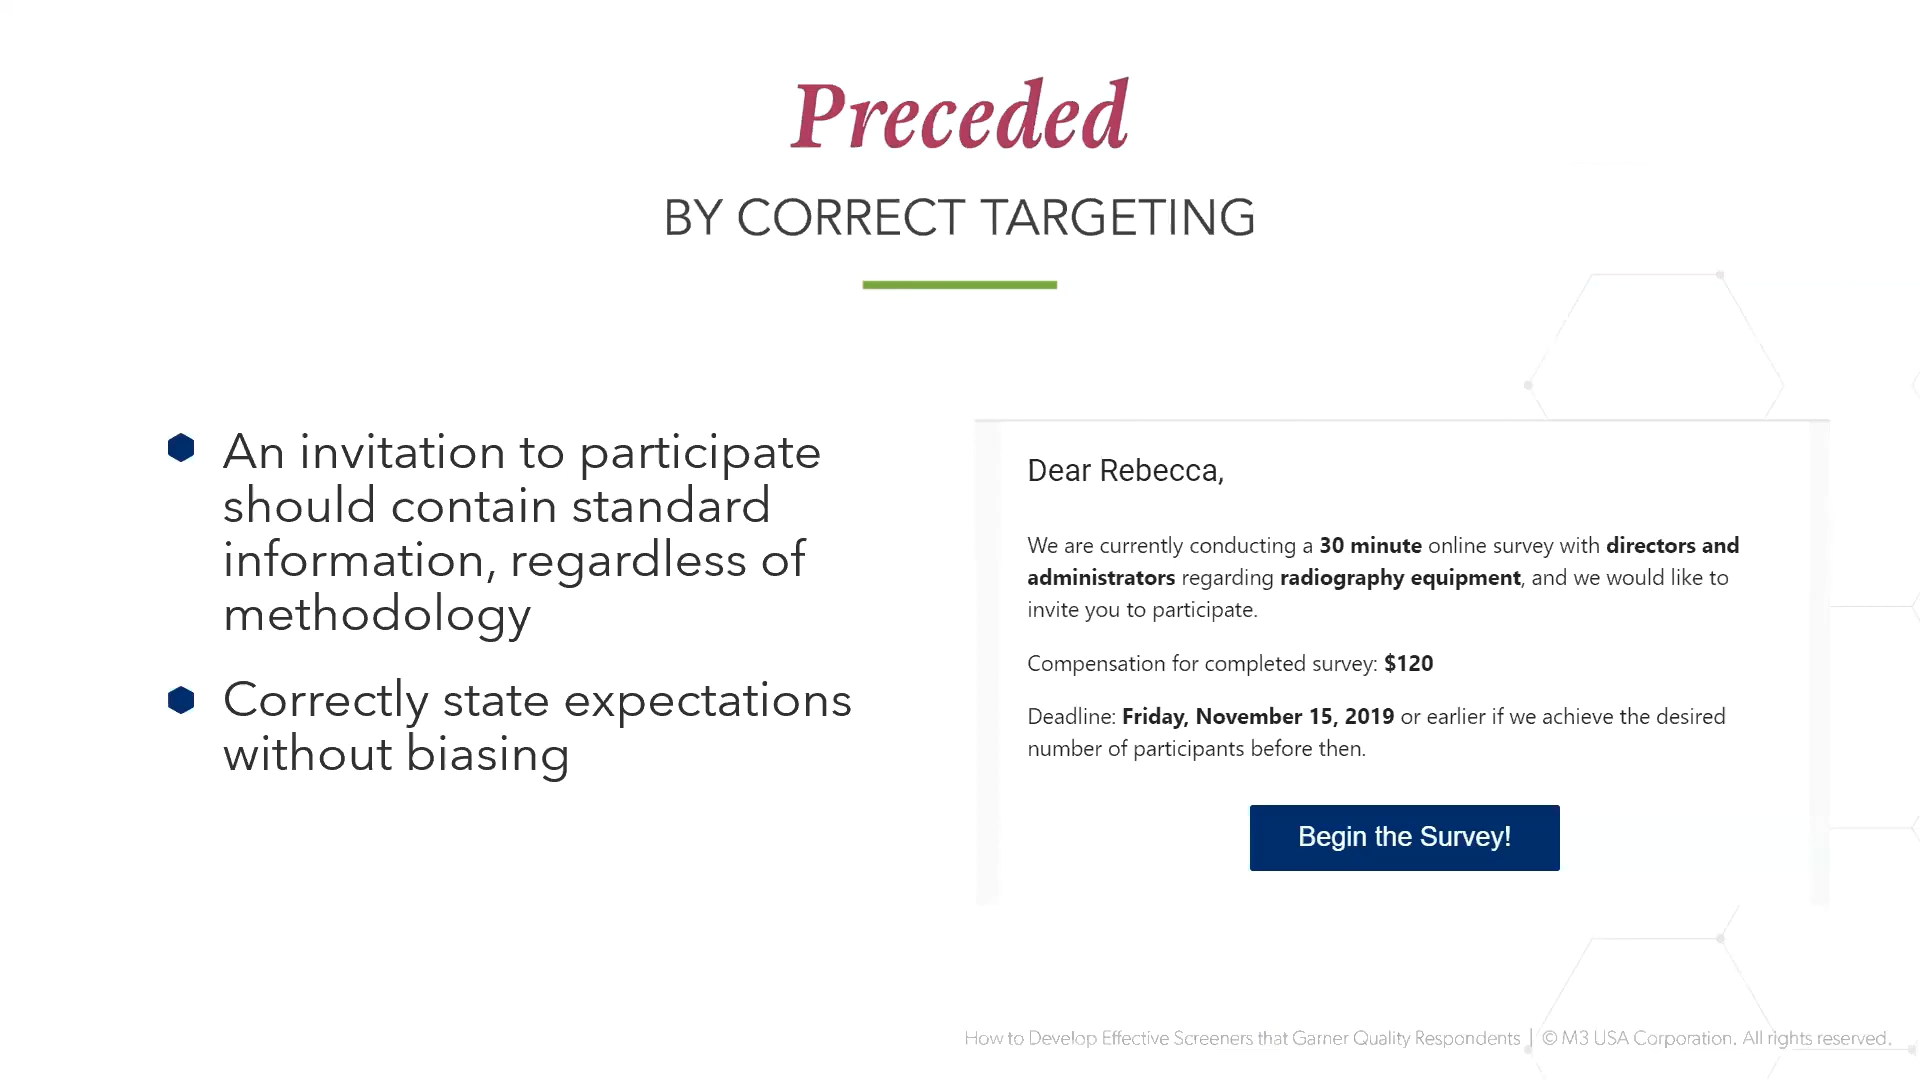 Preceded
BY CORRECT TARGETING
An invitation to participate
should contain standard
information, regardless of
methodology
Correctly state expectations
without biasing
Dear Rebecca,
We are currently conducting a 30 minute online survey with directors and
administrators regarding radiography equipment, and we would like to
invite you to participate.
Compensation for completed survey: $120
Deadline: Friday, November 15, 2019 or earlier if we achieve the desired
number of participants before then.
Begin the Survey!
How to Develop Effective Screeners that Garner Quality Respondents | © M3 USA Corporation. All rights reserved.